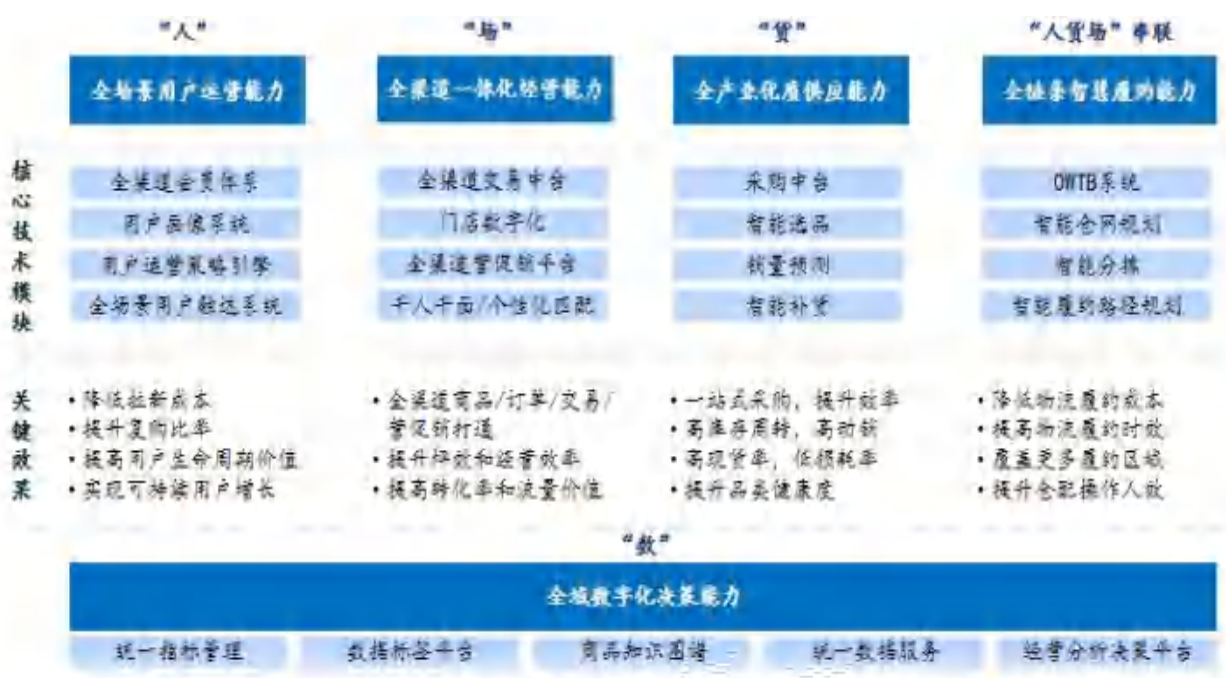 “人”
“场”
“货”
“人货场”串联
全场景用户运营能力
全渠道一体化经营能力
全产业优质供应能力
全链条智慧履约能力
核心技术模块
全渠道会员体系
全渠道交易中台
采购中台
OWTB系统
用户画像系统
门店数字化
智能选品
智能仓网规划
用户运营策略引擎
全渠道营促销平台
销量预测
智能分拣
全场景用户触达系统
千人千面/个性化匹配
智能补货
智能履约路径规划
关键效果
• 降低拉新成本
• 提升复购比率
• 提高用户生命周期价值
• 实现可持续用户增长
• 全渠道商品/订单/交易/
营促销打通
• 提升坪效和运营效率
• 提高转化率和流量价值
• 一站式采购，提升效率
• 高库存周转，高动销
• 高现货率，低损耗率
• 提升品类健康度
• 降低物流履约成本
• 提高物流履约时效
• 覆盖更多履约区域
• 提升仓配操作人效
“数”
全域数字化决策能力
统一指标管理
数据标签平台
商品知识图谱
统一数据服务
经营分析决策平台